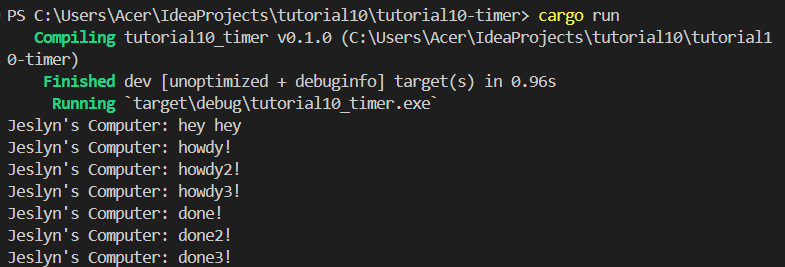 PS C:\Users\Acer\IdeaProjects\tutorial10\tutorial10-timer> cargo run
   Compiling tutorial10_timer v0.1.0 (C:\Users\Acer\IdeaProjects\tutorial10\tutorial1
0-timer)
    Finished dev [unoptimized + debuginfo] target(s) in 0.96s
     Running `target\debug\tutorial10_timer.exe`
Jeslyn's Computer: hey hey
Jeslyn's Computer: howdy!
Jeslyn's Computer: howdy2!
Jeslyn's Computer: howdy3!
Jeslyn's Computer: done!
Jeslyn's Computer: done2!
Jeslyn's Computer: done3!